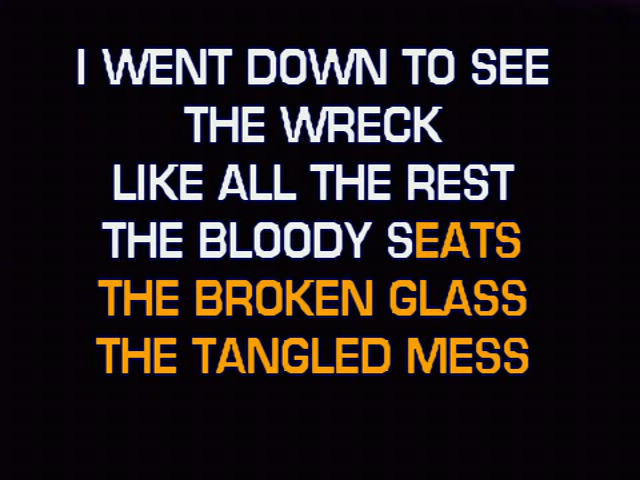 I WENT DOWN TO SEE
THE WRECK
LIKE ALL THE REST
THE BLOODY SEATS
THE BROKEN GLASS
THE TANGLED MESS